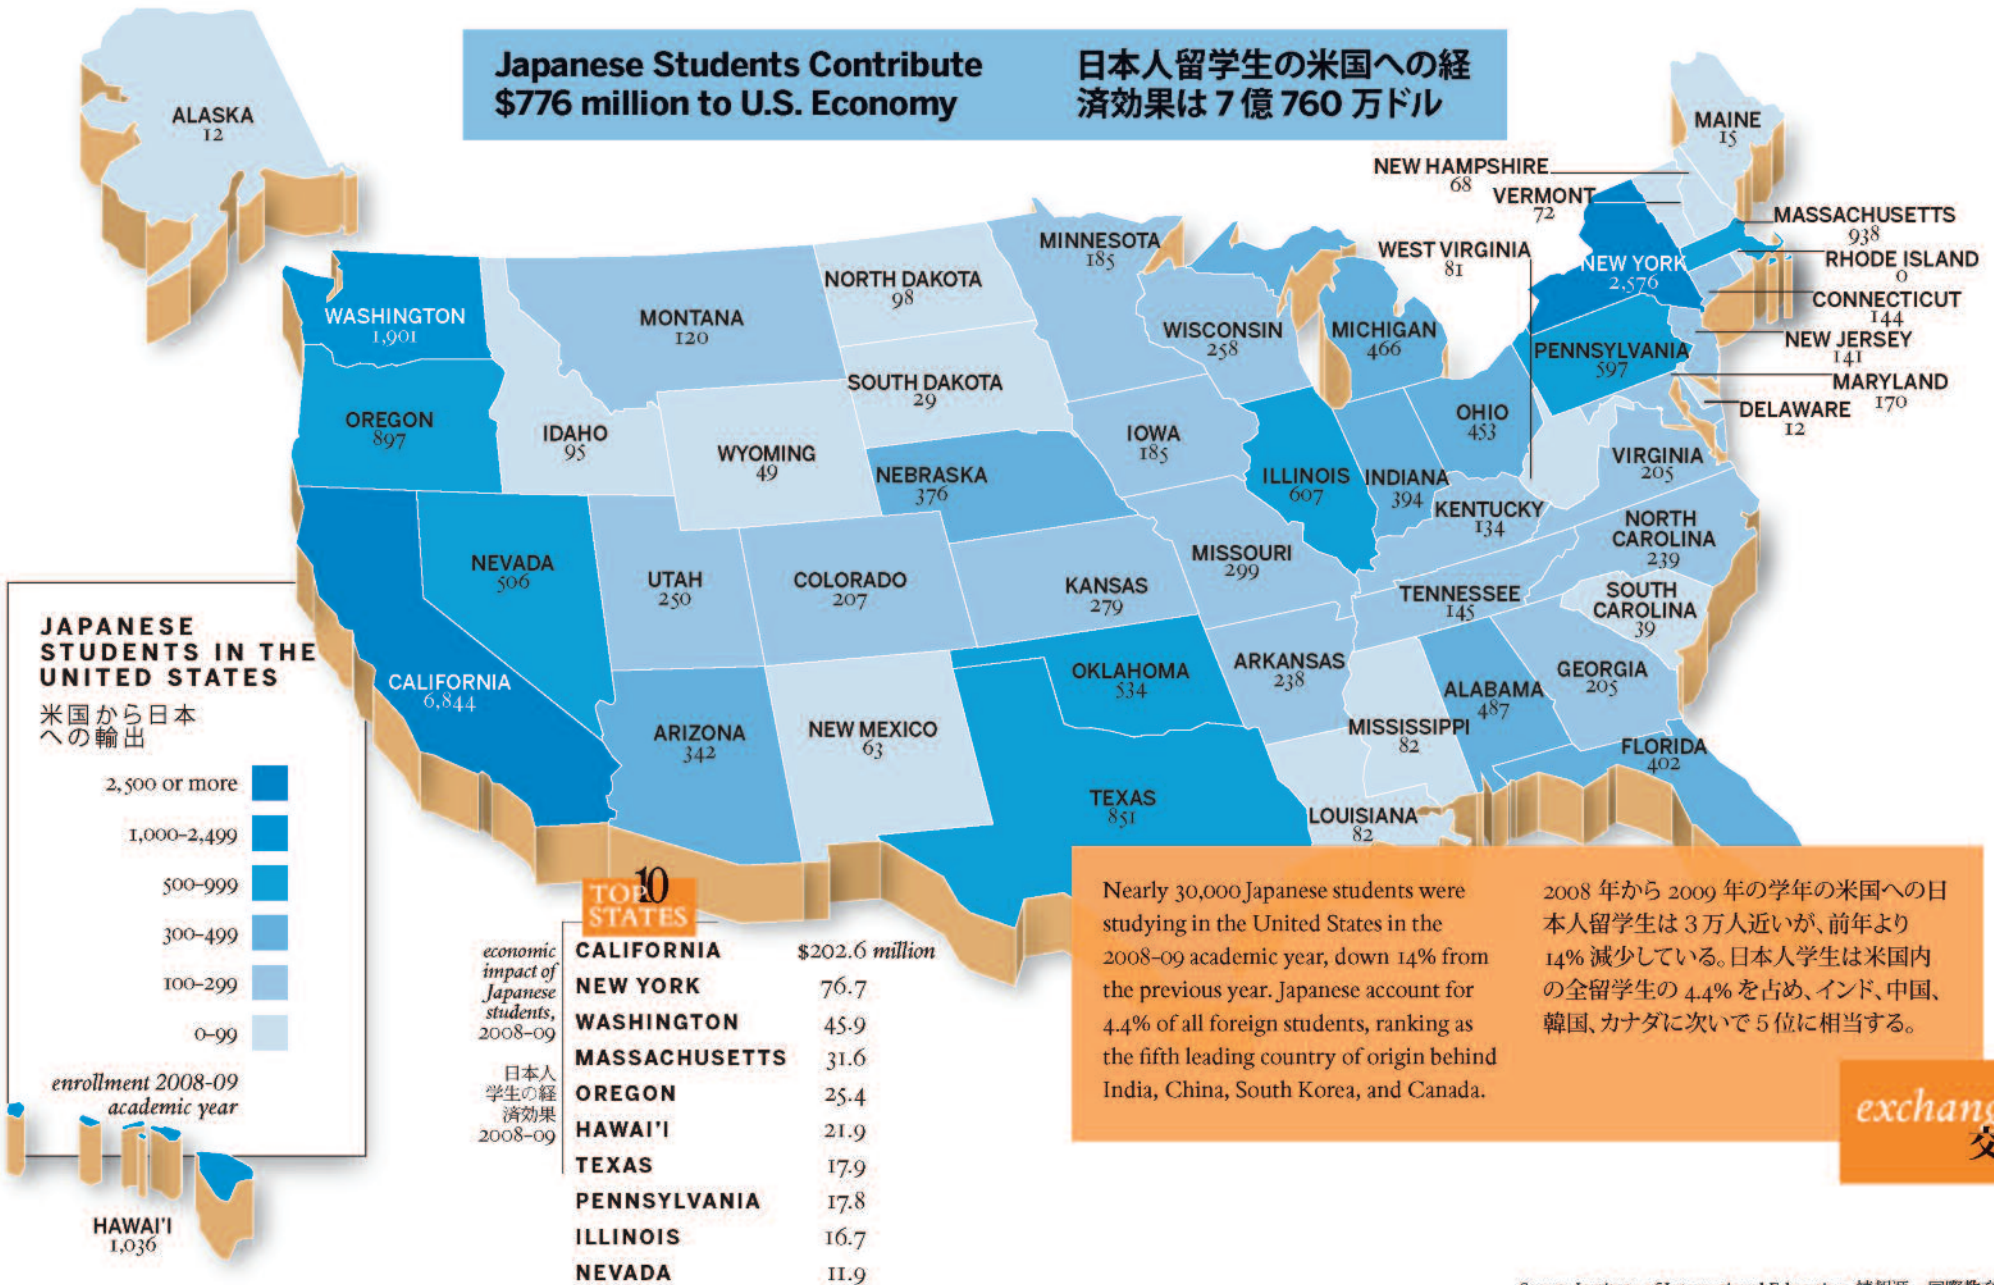 Japanese Students Contribute
$776 million to U.S. Economy
日本人留学生の米国への経
済効果は 7 億 760 万ドル
ALASKA
12
MAINE
15
NEW HAMPSHIRE
68
VERMONT
72
MASSACHUSETTS
938
RHODE ISLAND
0
CONNECTICUT
144
NEW JERSEY
141
MARYLAND
170
DELAWARE
12
WEST VIRGINIA
81
NEW YORK
2,576
PENNSYLVANIA
597
WASHINGTON
1,901
MONTANA
120
NORTH DAKOTA
98
MINNESOTA
185
WISCONSIN
258
MICHIGAN
466
SOUTH DAKOTA
29
OREGON
897
IDAHO
95
WYOMING
49
NEBRASKA
376
IOWA
185
ILLINOIS
607
INDIANA
394
OHIO
453
KENTUCKY
134
VIRGINIA
205
NORTH
CAROLINA
239
SOUTH
CAROLINA
39
TENNESSEE
145
NEVADA
506
UTAH
250
COLORADO
207
KANSAS
279
MISSOURI
299
CALIFORNIA
6,844
ARIZONA
342
NEW MEXICO
63
OKLAHOMA
534
ARKANSAS
238
MISSISSIPPI
82
ALABAMA
487
GEORGIA
205
FLORIDA
402
TEXAS
851
LOUISIANA
82
JAPANESE
STUDENTS IN THE
UNITED STATES
米国から日本
への輸出
2,500 or more
1,000–2,499
500–999
300–499
100–299
0–99
enrollment 2008-09
academic year
HAWAI'I
1,036
TOP 10
STATES
economic
impact of
Japanese
students,
2008–09
日本人
学生の経
済効果
2008–09
CALIFORNIA $202.6 million
NEW YORK 76.7
WASHINGTON 45.9
MASSACHUSETTS 31.6
OREGON 25.4
HAWAI'I 21.9
TEXAS 17.9
PENNSYLVANIA 17.8
ILLINOIS 16.7
NEVADA 11.9
Nearly 30,000 Japanese students were
studying in the United States in the
2008–09 academic year, down 14% from
the previous year. Japanese account for
4.4% of all foreign students, ranking as
the fifth leading country of origin behind
India, China, South Korea, and Canada.
2008 年から 2009 年の学年の米国への日
本人留学生は 3 万人近いが、前年より
14% 減少している。日本人学生は米国内
の全留学生の 4.4% を占め、インド、中国、
韓国、カナダに次いで 5 位に相当する。
exchang